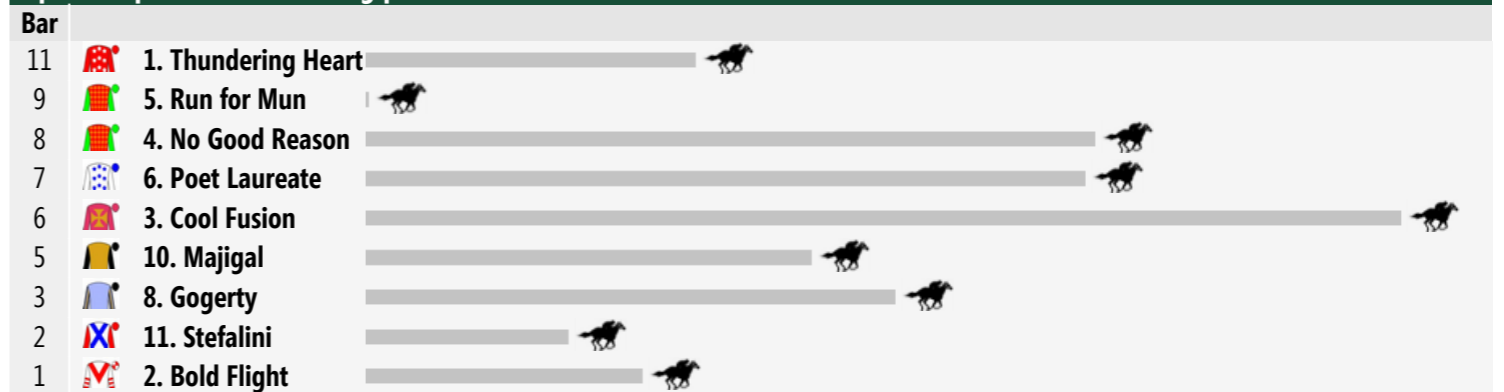 Bar
11 1. Thundering Heart
9 5. Run for Mun
8 4. No Good Reason
7 6. Poet Laureate
6 3. Cool Fusion
5 10. Majigal
3 8. Gogerty
2 11. Stefalini
1 2. Bold Flight